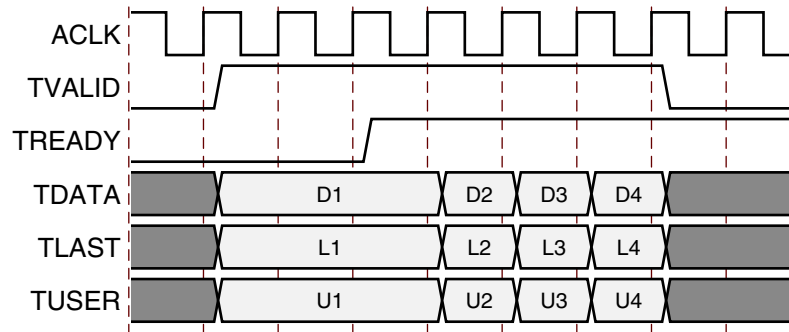 ACLK
TVALID
TREADY
TDATA D1 D2 D3 D4
TLAST L1 L2 L3 L4
TUSER U1 U2 U3 U4